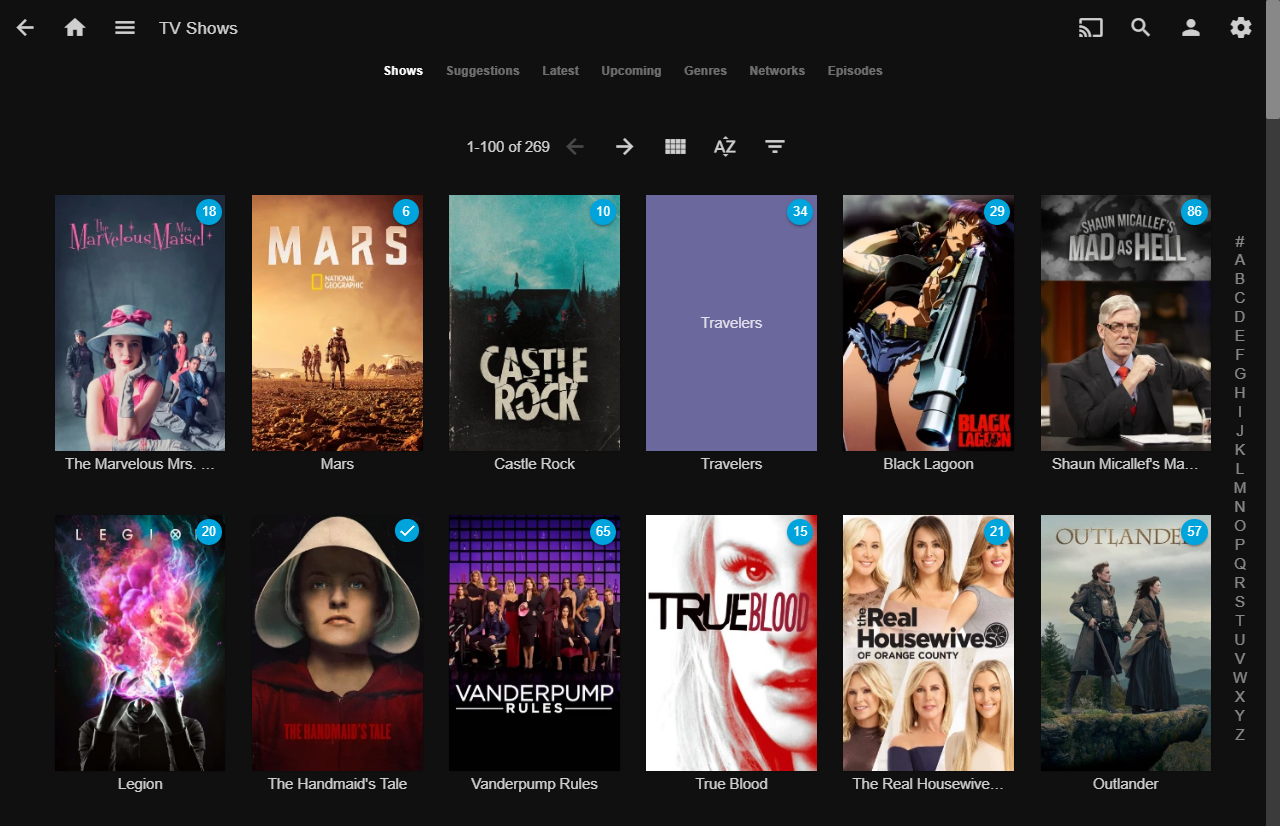 TV Shows
Shows Suggestions Latest Upcoming Genres Networks Episodes
1-100 of 269 AZ
18
The Marvelous Mrs. Maisel
6
MARS
NATIONAL GEOGRAPHIC
10
CASTLE ROCK
34
Travelers
29
BLACK LAGOON
86
SHAUN MICALLEF'S
MAD AS HELL
The Marvelous Mrs. ...
Mars
Castle Rock
Travelers
Black Lagoon
Shaun Micallef's Ma...
20
LEGION
THE HANDMAID'S TALE
65
VANDERPUMP
RULES
15
TRUE BLOOD
21
the Real
Housewives
OF ORANGE COUNTY
57
OUTLANDER
Legion
The Handmaid's Tale
Vanderpump Rules
True Blood
The Real Housewive...
Outlander
#
A
B
C
D
E
F
G
H
I
J
K
L
M
N
O
P
Q
R
S
T
U
V
W
X
Y
Z